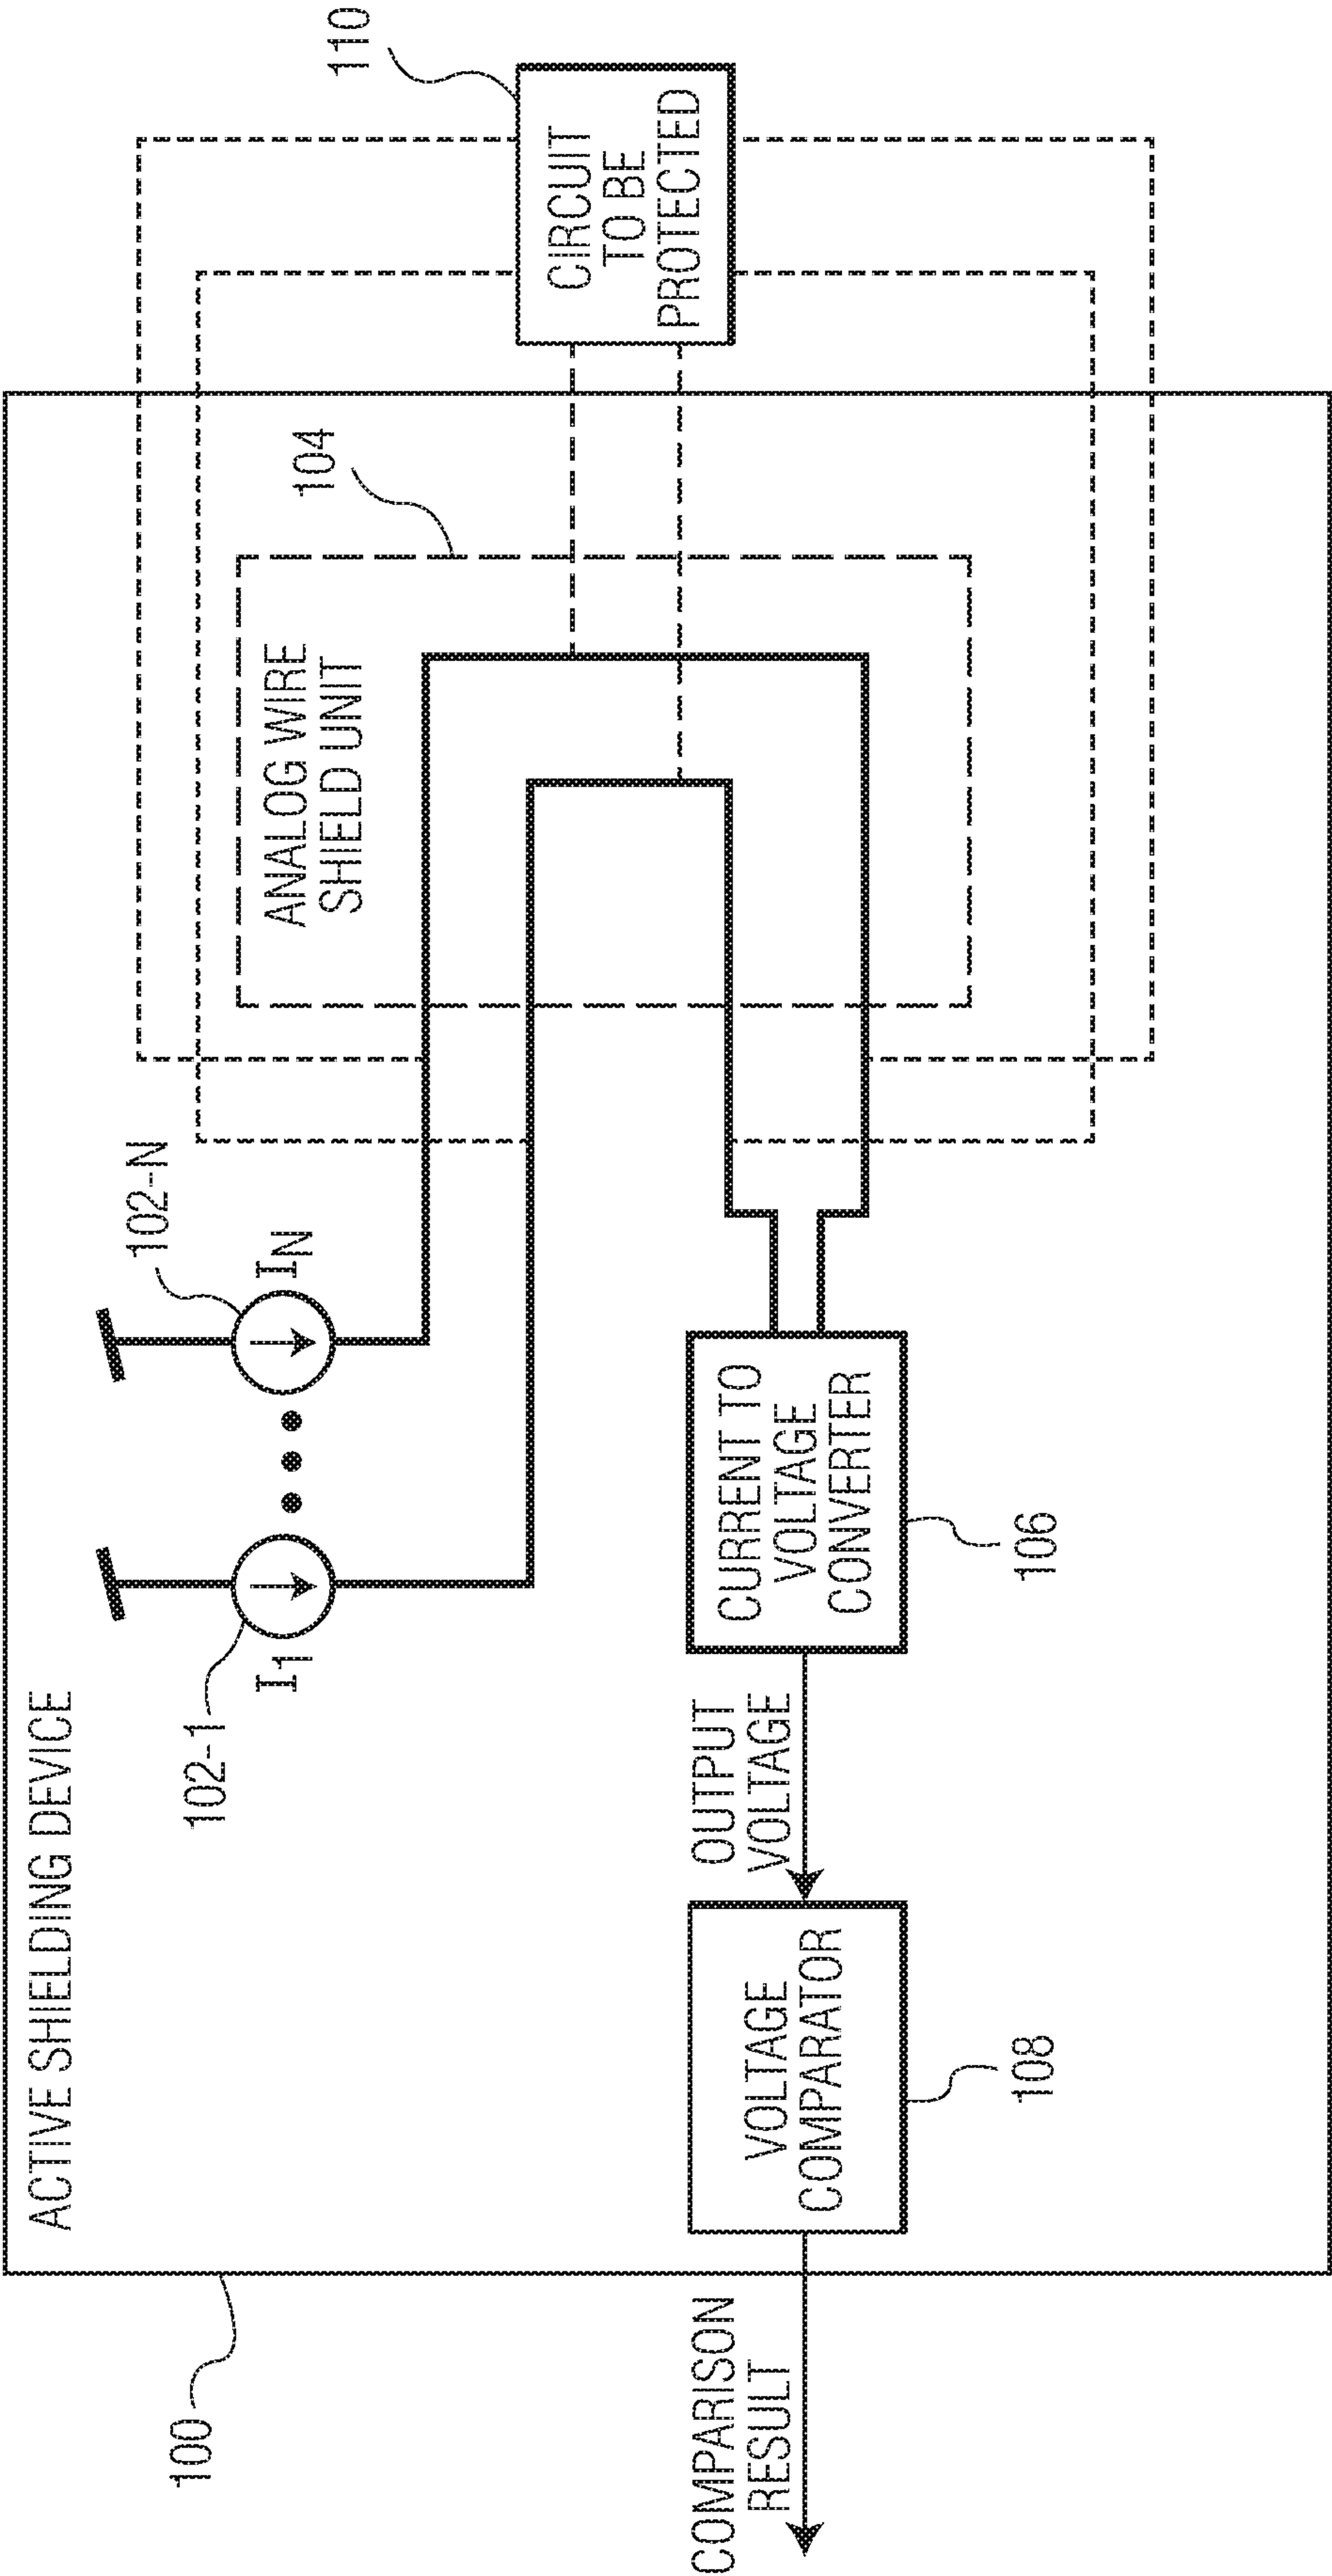 100
ACTIVE SHIELDING DEVICE
102-1
I1
102-N
IN
ANALOG WIRE
SHIELD UNIT
104
110
CIRCUIT
TO BE
PROTECTED
COMPARISON
RESULT
VOLTAGE
COMPARATOR
108
OUTPUT
VOLTAGE
CURRENT TO
VOLTAGE
CONVERTER
106